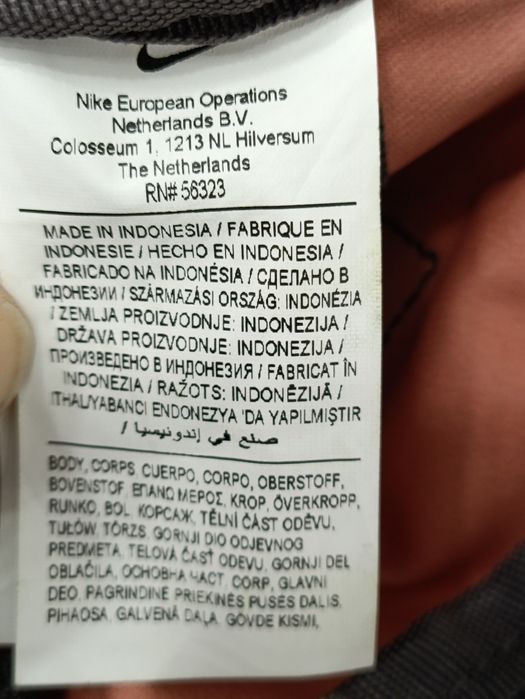 Nike European Operations
Netherlands B.V.
Colosseum 1, 1213 NL Hilversum
The Netherlands
RN# 56323
MADE IN INDONESIA / FABRIQUE EN
INDONESIE / HECHO EN INDONESIA /
FABRICADO NA INDONÉSIA / СДЕЛАНО В
ИНДОНЕЗИИ / SZÁRMAZÁSI ORSZÁG: INDONÉZIA
/ ZEMLJA PROIZVODNJE: INDONEZIJA /
DRŽAVA PROIZVODNJE: INDONEZIJA /
ПРОИЗВЕДЕНО В ИНДОНЕЗИЯ / FABRICAT ÎN
INDONEZIA / RAŽOTS: INDONĒZIJĀ /
ITHAL/YABANCI ENDONEZYA 'DA YAPILMIŞTIR
/ صنع في إندونيسيا
BODY, CORPS, CUERPO, CORPO, OBERSTOFF,
BOVENSTOF, ΕΠΑΝΩ ΜΕΡΟΣ, KROP, ÖVERKROPP,
RUNKO, BOL, КОРСАЖ, TĚLNÍ ČÁST ODĚVU,
TUŁÓW, TÖRZS, GORNJI DIO ODJEVNOG
PREDMETA, TELOVÁ ČASŤ ODEVU, GORNJI DEL
OBLAČILA, ОСНОВНА ЧАСТ, CORP, GLAVNI
DEO, PAGRINDINĖ PRIEKINĖS PUSĖS DALIS,
PIHAOSA, GALVENĀ DAĻA, GÖVDE KISMI,